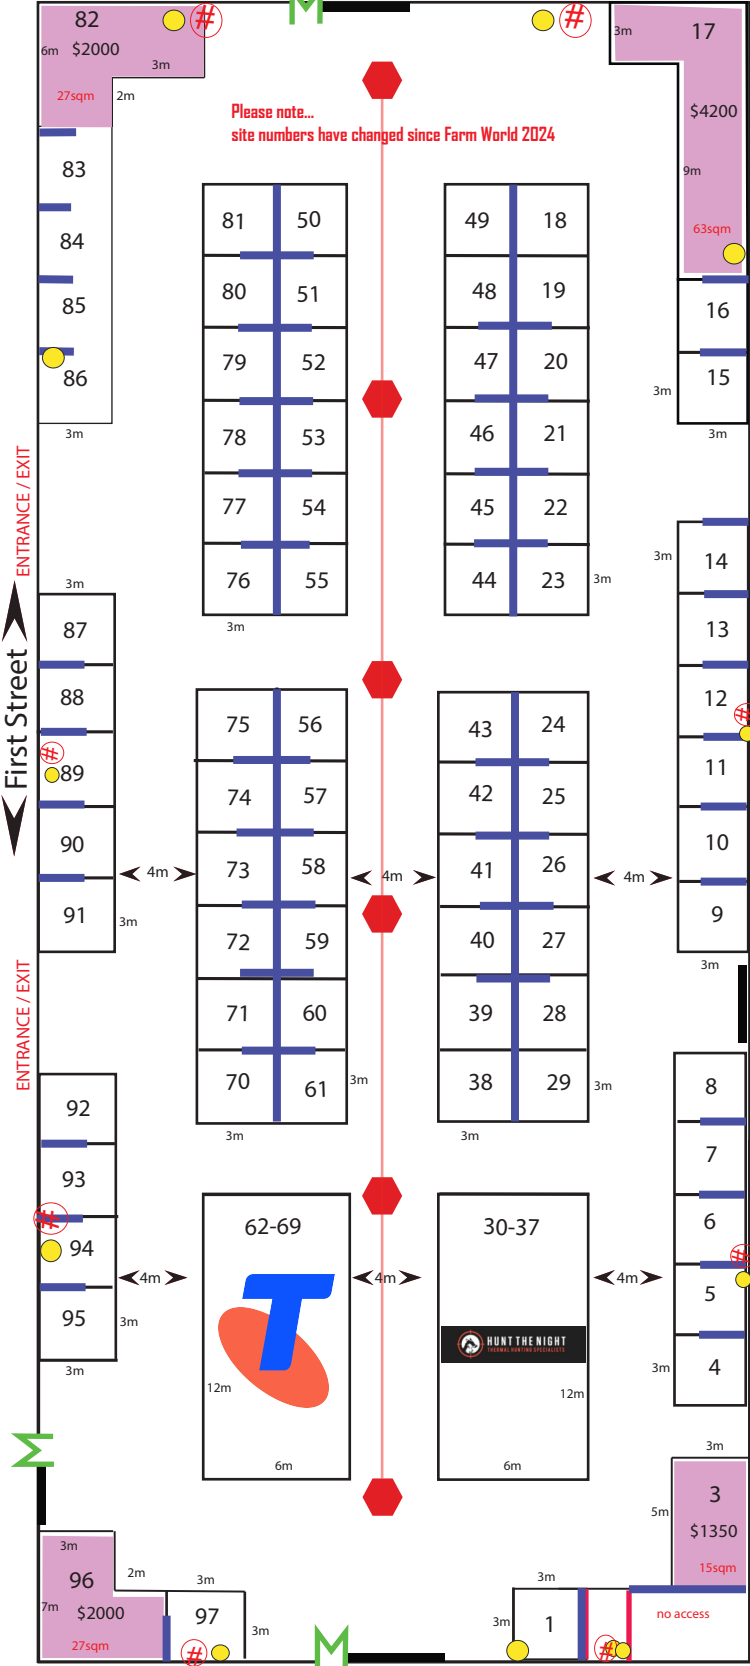 82
6m $2000
3m
27sqm
2m
#
#
3m
17
$4200
9m
63sqm
Please note...
site numbers have changed since Farm World 2024
83
84
85
86
3m
81 50
80 51
79 52
78 53
77 54
76 55
3m
49 18
48 19
47 20
46 21
45 22
44 23
3m
16
15
3m
3m
ENTRANCE / EXIT
First Street
ENTRANCE / EXIT
3m
87
88
#
89
90
91
3m
4m
75 56
74 57
73 58
72 59
71 60
70 61
3m
3m
4m
43 24
42 25
41 26
40 27
39 28
38 29
3m
3m
4m
3m
14
13
12
#
11
10
9
3m
92
93
#
94
95
3m
3m
4m
62-69
T
12m
6m
4m
30-37
HUNT THE NIGHT
THERMAL HUNTING SPECIALISTS
12m
6m
4m
8
7
6
#
5
4
3m
3m
3
5m
$1350
15sqm
3m
96
2m
7m
$2000
27sqm
3m
97
3m
#
3m
3m
1
#
no access